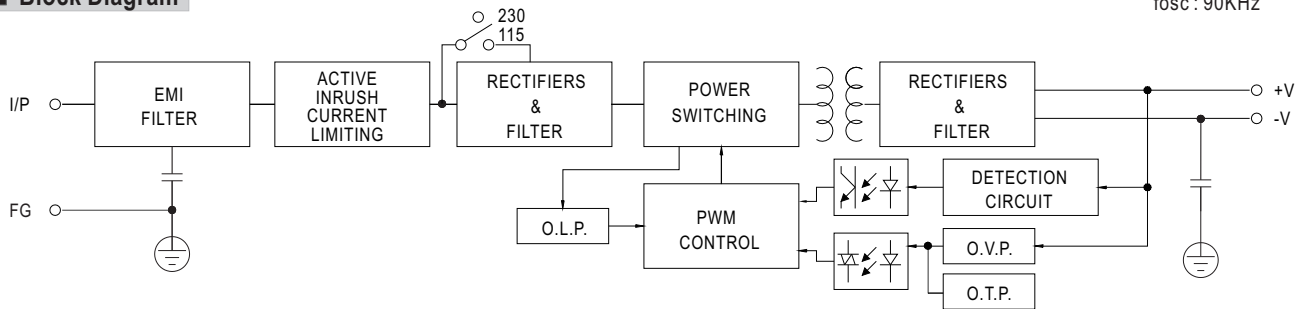 Block Diagram
fosc : 90KHz
230
115
I/P
EMI
FILTER
ACTIVE
INRUSH
CURRENT
LIMITING
RECTIFIERS
&
FILTER
POWER
SWITCHING
RECTIFIERS
&
FILTER
+V
-V
FG
O.L.P.
PWM
CONTROL
DETECTION
CIRCUIT
O.V.P.
O.T.P.